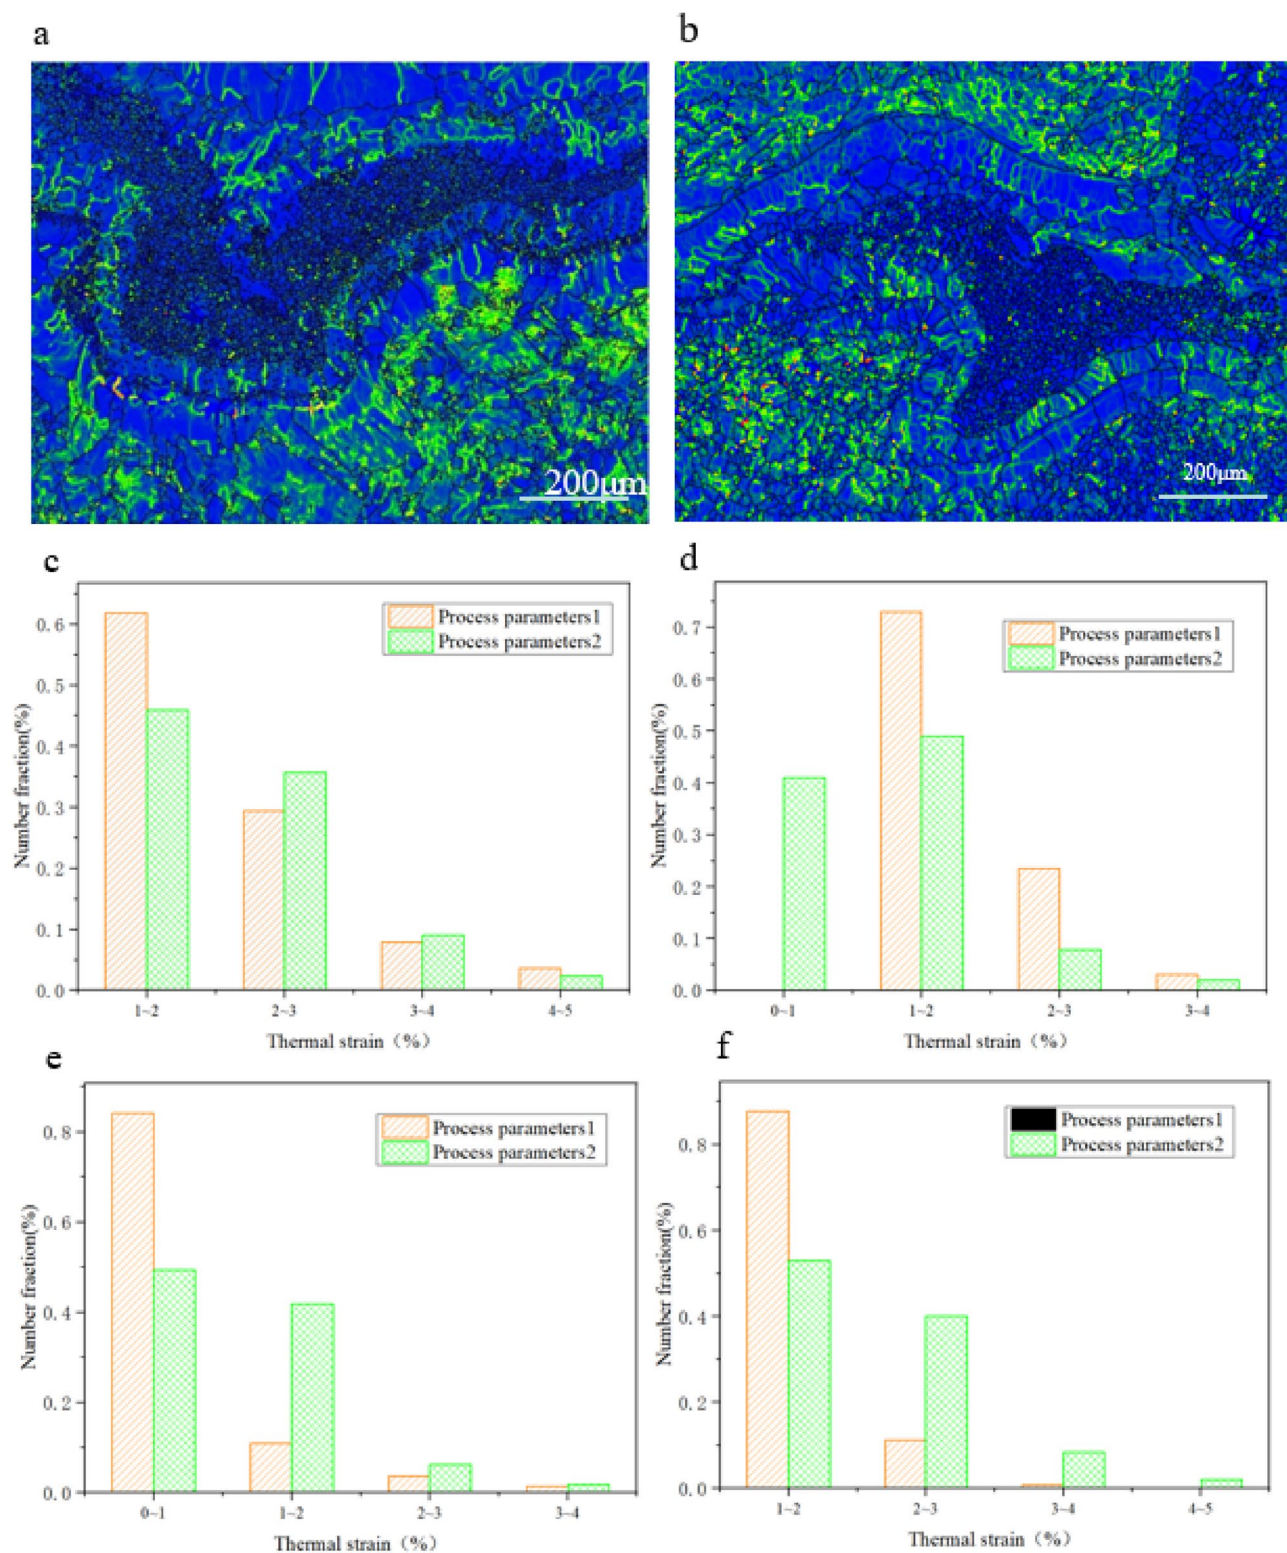 a
b
200μm
200μm
c
d
Number fraction(%)
0.6
0.5
0.4
0.3
0.2
0.1
0.0
Process parameters1
Process parameters2
1~2
2~3
3~4
4~5
Thermal strain（%）
Number fraction(%)
0.7
0.6
0.5
0.4
0.3
0.2
0.1
0.0
Process parameters1
Process parameters2
0~1
1~2
2~3
3~4
Thermal strain（%）
e
f
Number fraction(%)
0.8
0.6
0.4
0.2
0.0
Process parameters1
Process parameters2
0~1
1~2
2~3
3~4
Thermal strain（%）
Number fraction(%)
0.8
0.6
0.4
0.2
0.0
Process parameters1
Process parameters2
1~2
2~3
3~4
4~5
Thermal strain（%）